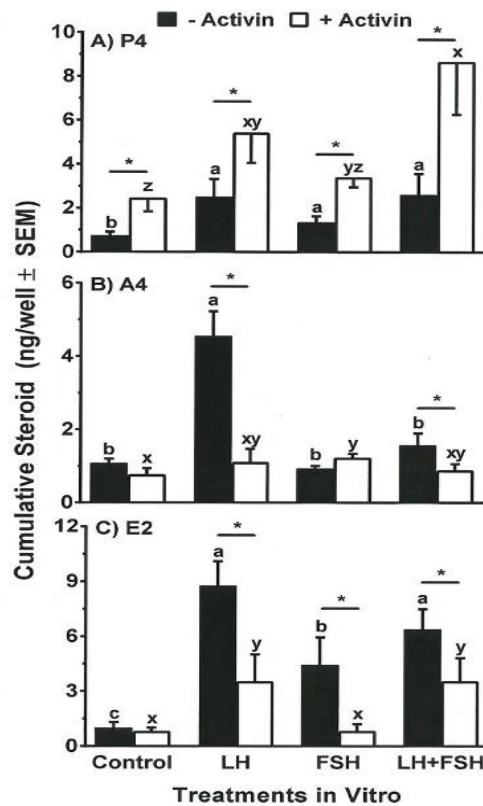 - Activin + Activin
A) P4
10
8
6
4
2
0
* * * *
b z a xy a yz a x
B) A4
6
4
2
0
* *
b x a xy b y b xy
C) E2
12
9
6
3
0
* * *
c x a y b x a y
Control LH FSH LH+FSH
Treatments in Vitro
Cumulative Steroid (ng/well ± SEM)